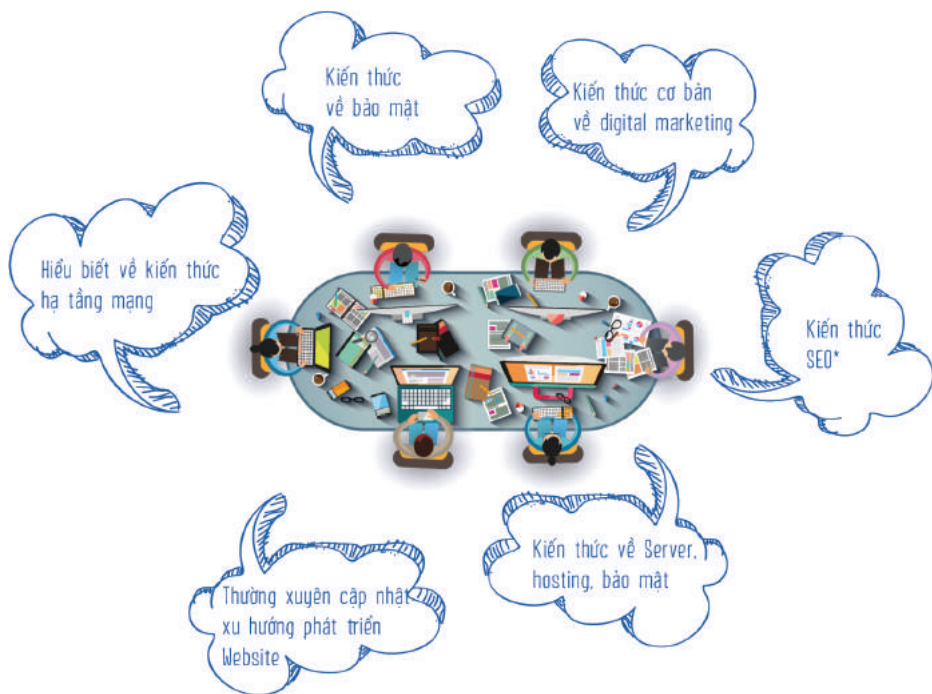 Kiến thức
về bảo mật
Kiến thức cơ bản
về digital marketing
Hiểu biết về kiến thức
hạ tầng mạng
Kiến thức
SEO*
Kiến thức về Server,
hosting, bảo mật
Thường xuyên cập nhật
xu hướng phát triển
Website